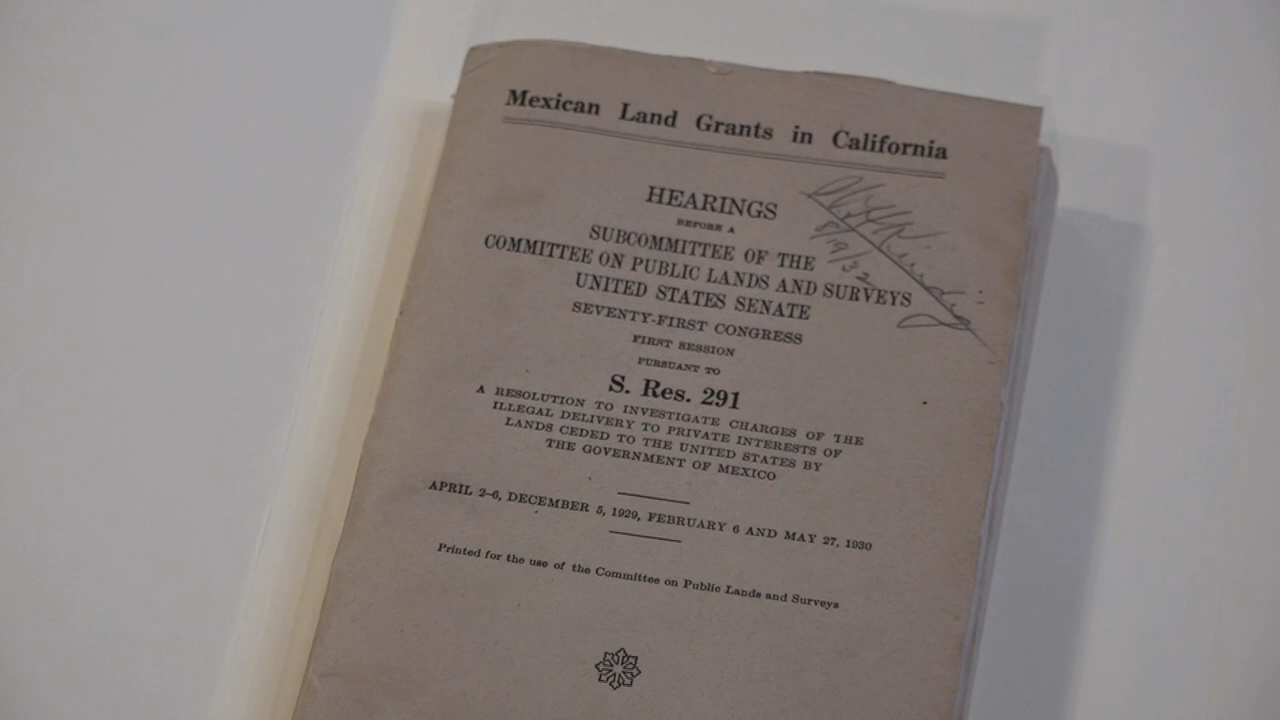 Mexican Land Grants in California
HEARINGS
BEFORE A
SUBCOMMITTEE OF THE
COMMITTEE ON PUBLIC LANDS AND SURVEYS
UNITED STATES SENATE
SEVENTY-FIRST CONGRESS
FIRST SESSION
PURSUANT TO
S. Res. 291
A RESOLUTION TO INVESTIGATE CHARGES OF THE
ILLEGAL DELIVERY TO PRIVATE INTERESTS OF
LANDS CEDED TO THE UNITED STATES BY
THE GOVERNMENT OF MEXICO
APRIL 2–6, DECEMBER 5, 1929, FEBRUARY 6 AND MAY 27, 1930
Printed for the use of the Committee on Public Lands and Surveys
8/19/32